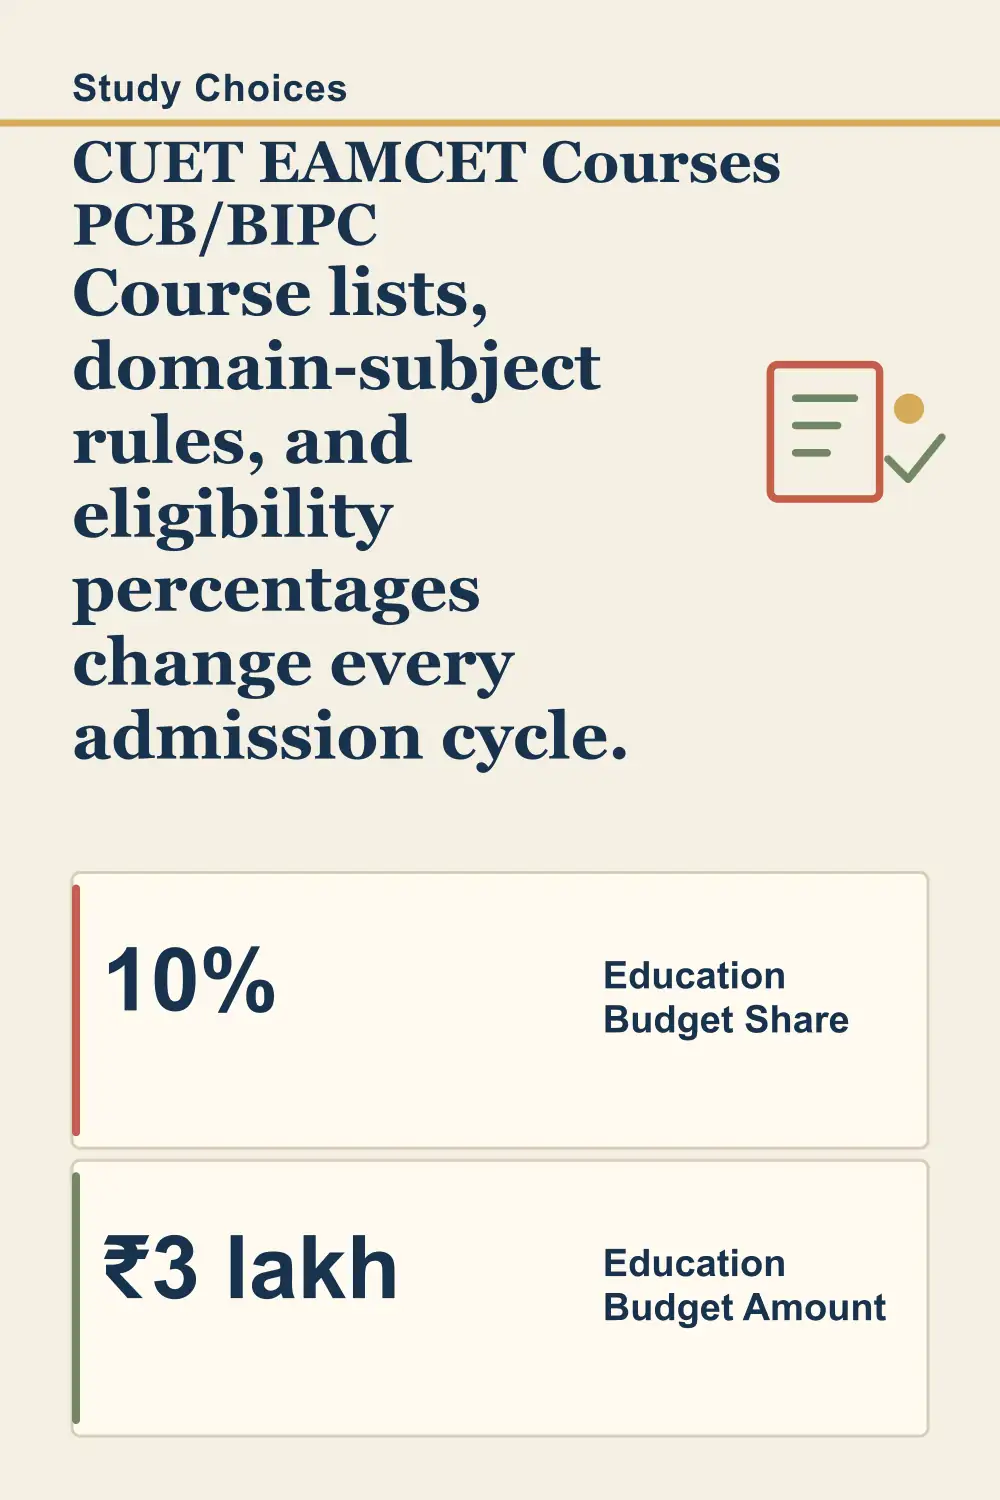 Study Choices
CUET EAMCET Courses
PCB/BIPC
Course lists,
domain-subject
rules, and
eligibility
percentages
change every
admission cycle.
10%
Education
Budget Share
₹3 lakh
Education
Budget Amount